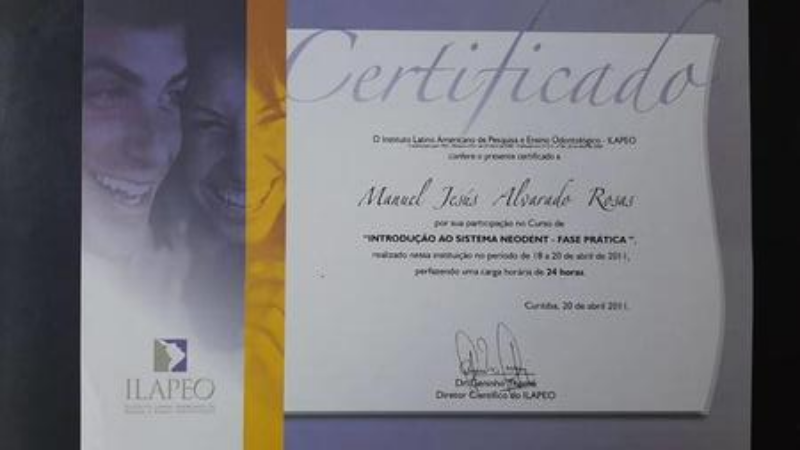 Certificado
O Instituto Latino Americano de Pesquisa e Ensino Odontológico - ILAPEO
confere o presente certificado a
Manuel Jesús Alvarado Rosas
por sua participação no Curso de
"INTRODUÇÃO AO SISTEMA NEODENT - FASE PRÁTICA ",
realizado nessa instituição no período de 18 a 20 de abril de 2011,
perfazendo uma carga horária de 24 horas.
Curitiba, 20 de abril 2011.
Dr. Geninho
Diretor Científico do ILAPEO
ILAPEO